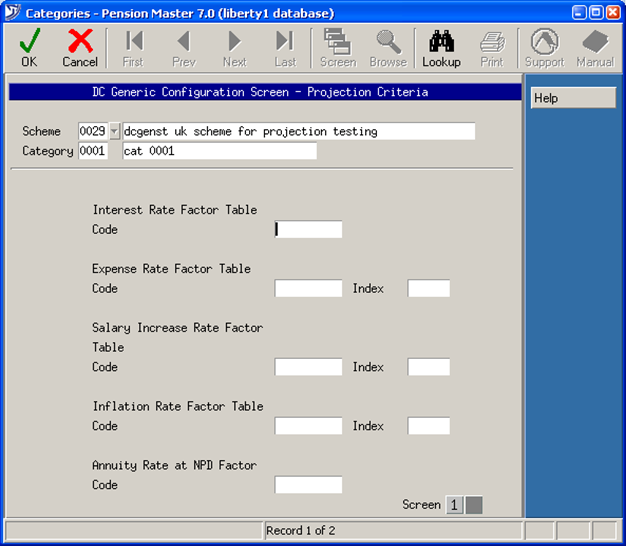 Categories - Pension Master 7.0 (liberty1 database)
OK Cancel First Prev Next Last Screen Browse Lookup Print Support Manual
DC Generic Configuration Screen - Projection Criteria
Help
Scheme 0029 dcgenst uk scheme for projection testing
Category 0001 cat 0001
Interest Rate Factor Table
Code
Expense Rate Factor Table
Code Index
Salary Increase Rate Factor
Table
Code Index
Inflation Rate Factor Table
Code Index
Annuity Rate at NPD Factor
Code
Screen 1
Record 1 of 2